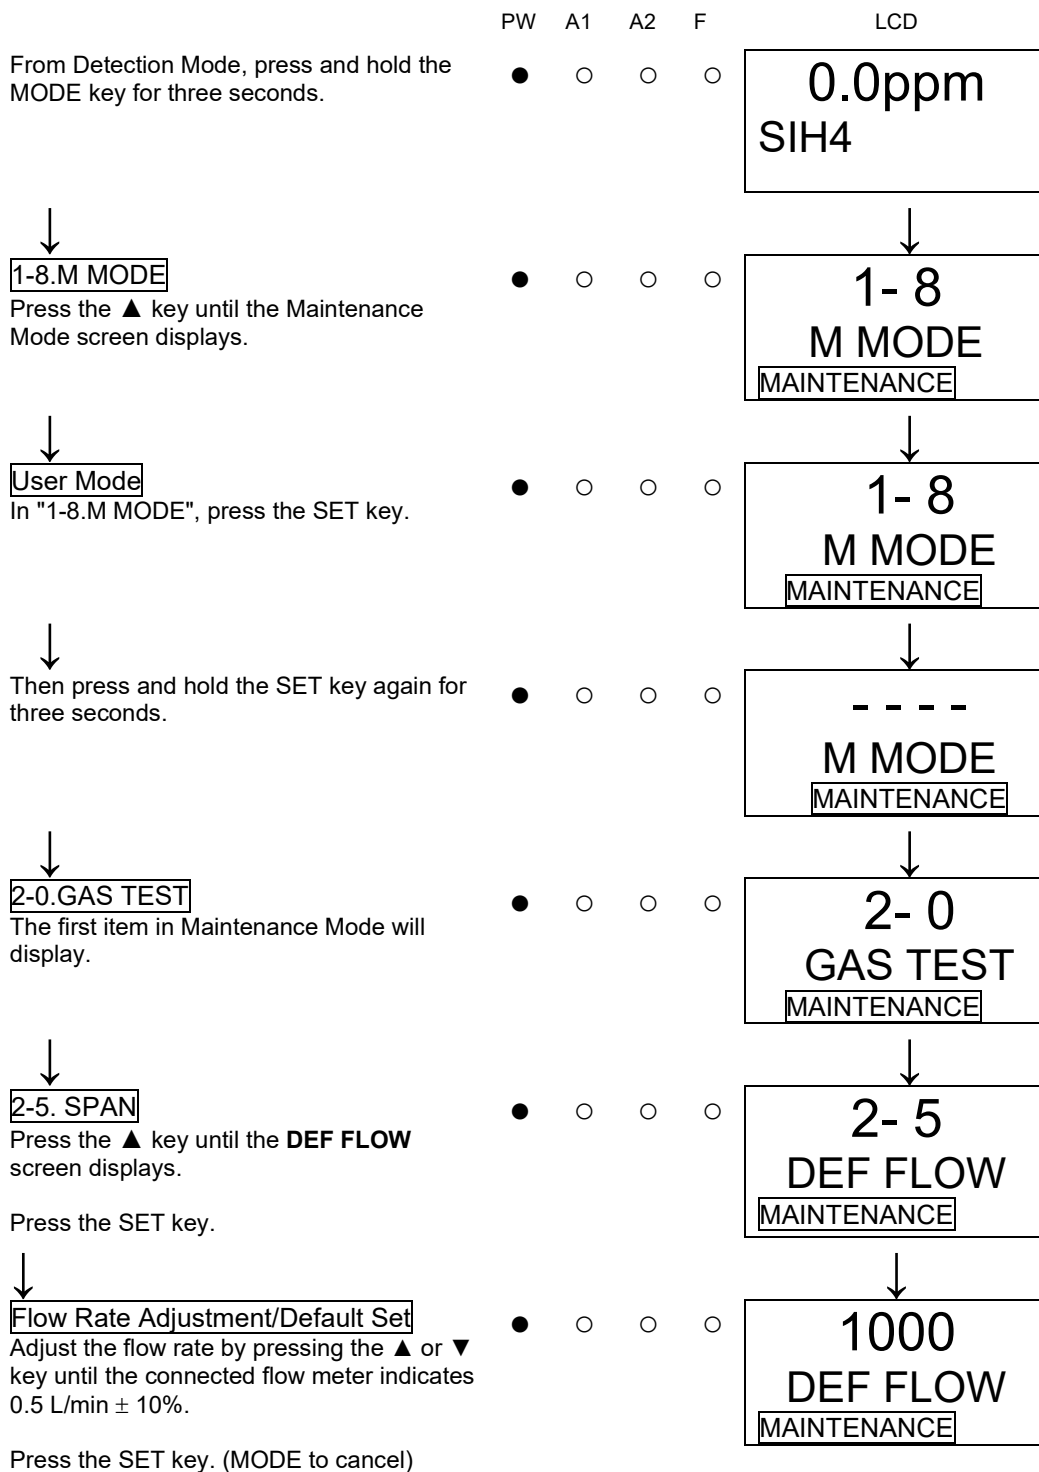 PW A1 A2 F LCD
From Detection Mode, press and hold the
MODE key for three seconds.
● ○ ○ ○
0.0ppm
SIH4
↓ ↓
1-8.M MODE
Press the ▲ key until the Maintenance
Mode screen displays.
● ○ ○ ○
1- 8
M MODE
MAINTENANCE
↓ ↓
User Mode
In "1-8.M MODE", press the SET key.
● ○ ○ ○
1- 8
M MODE
MAINTENANCE
↓ ↓
Then press and hold the SET key again for
three seconds.
● ○ ○ ○
- - - -
M MODE
MAINTENANCE
↓ ↓
2-0.GAS TEST
The first item in Maintenance Mode will
display.
● ○ ○ ○
2- 0
GAS TEST
MAINTENANCE
↓ ↓
2-5. SPAN
Press the ▲ key until the DEF FLOW
screen displays.
Press the SET key.
● ○ ○ ○
2- 5
DEF FLOW
MAINTENANCE
↓ ↓
Flow Rate Adjustment/Default Set
Adjust the flow rate by pressing the ▲ or ▼
key until the connected flow meter indicates
0.5 L/min ± 10%.
Press the SET key. (MODE to cancel)
● ○ ○ ○
1000
DEF FLOW
MAINTENANCE